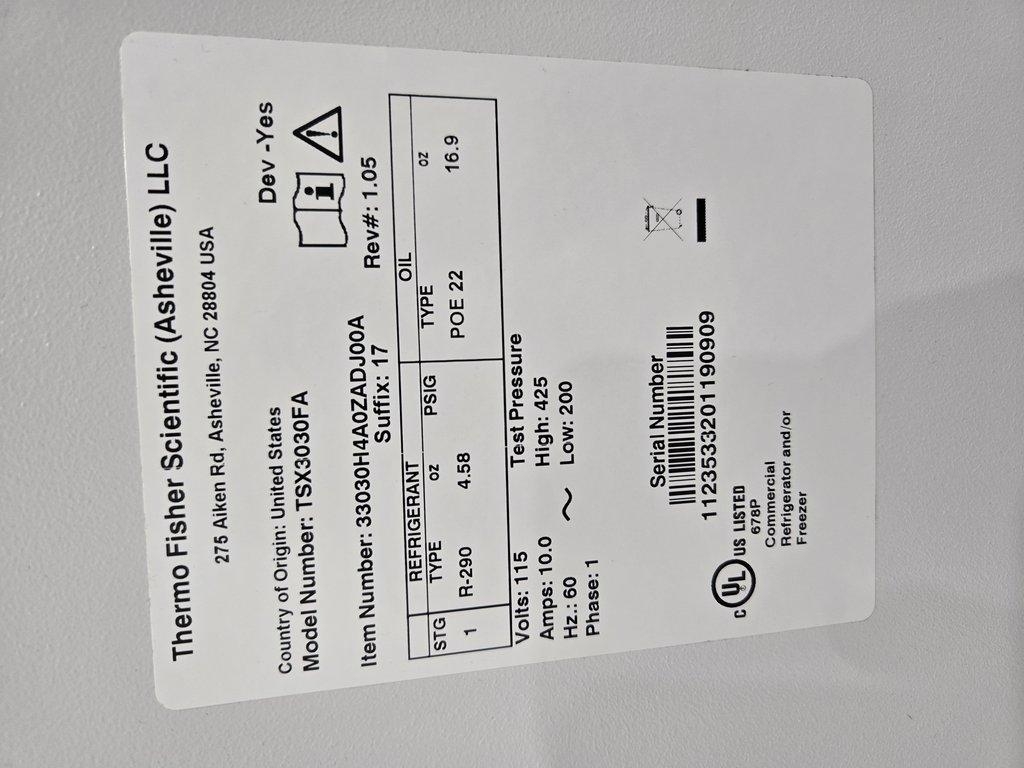 Thermo Fisher Scientific (Asheville) LLC
275 Aiken Rd, Asheville, NC 28804 USA
Dev -Yes
Country of Origin: United States
Model Number: TSX3030FA
Item Number: 33030H4A0ZADJ00A
Suffix: 17 Rev#: 1.05
REFRIGERANT OIL
STG TYPE oz PSIG TYPE oz
1 R-290 4.58 POE 22 16.9
Volts: 115 Test Pressure
Amps: 10.0 High: 425
Hz.: 60 ~ Low: 200
Phase: 1
Serial Number
1123533201190909
C UL US LISTED
678P
Commercial
Refrigerator and/or
Freezer